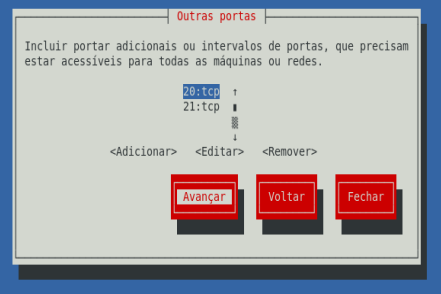 Outras portas
Incluir portar adicionais ou intervalos de portas, que precisam
estar acessíveis para todas as máquinas ou redes.
20:tcp ↑
21:tcp
↓
<Adicionar> <Editar> <Remover>
Avançar Voltar Fechar